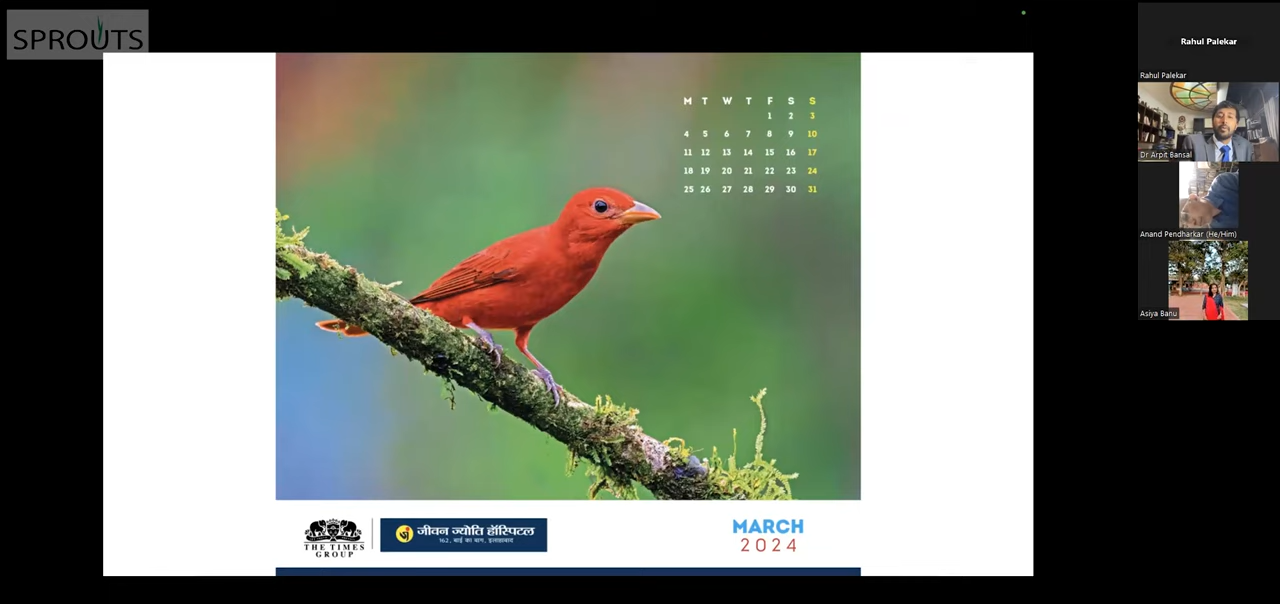 SPROUTS
M T W T F S S
1 2 3
4 5 6 7 8 9 10
11 12 13 14 15 16 17
18 19 20 21 22 23 24
25 26 27 28 29 30 31
THE TIMES
GROUP
जीवन ज्योति हॉस्पिटल
162, बाई का बाग, इलाहाबाद
MARCH
2024
Rahul Palekar
Rahul Palekar
Dr Arpit Bansal
Anand Pendharkar (He/Him)
Asiya Banu